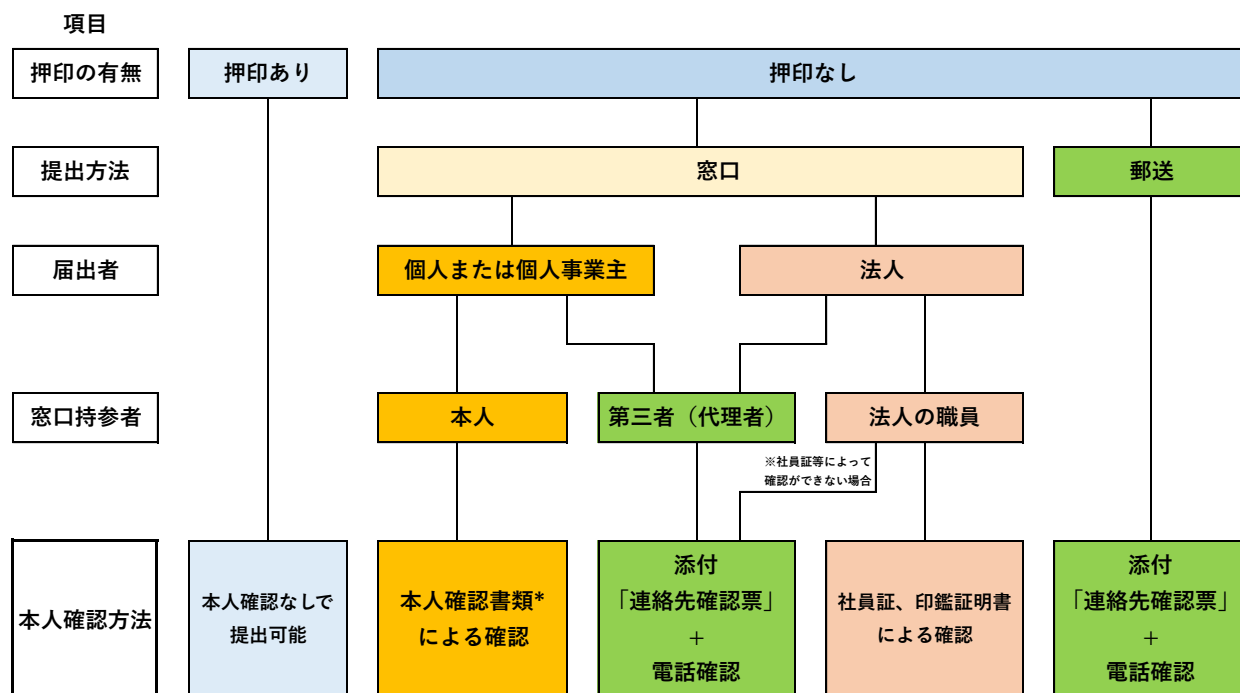 項目
押印の有無
押印あり
押印なし
提出方法
窓口
郵送
届出者
個人または個人事業主
法人
窓口持参者
本人
第三者（代理者）
法人の職員
※社員証等によって
確認ができない場合
本人確認方法
本人確認なしで
提出可能
本人確認書類*
による確認
添付
「連絡先確認票」
+
電話確認
社員証、印鑑証明書
による確認
添付
「連絡先確認票」
+
電話確認